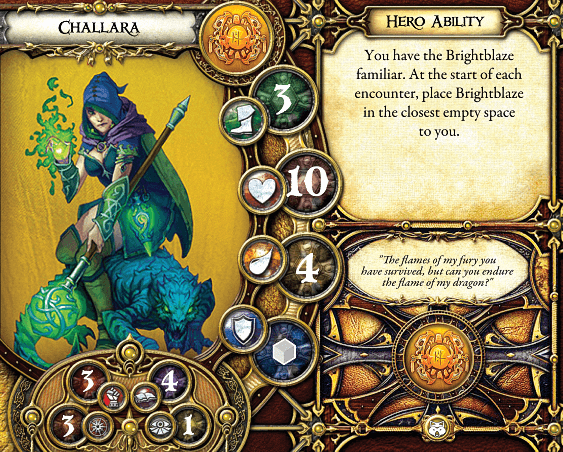 Challara
3
10
4
3
4
3
1
Hero Ability
You have the Brightblaze
familiar. At the start of each
encounter, place Brightblaze
in the closest empty space
to you.
"The flames of my fury you
have survived, but can you endure
the flame of my dragon?"